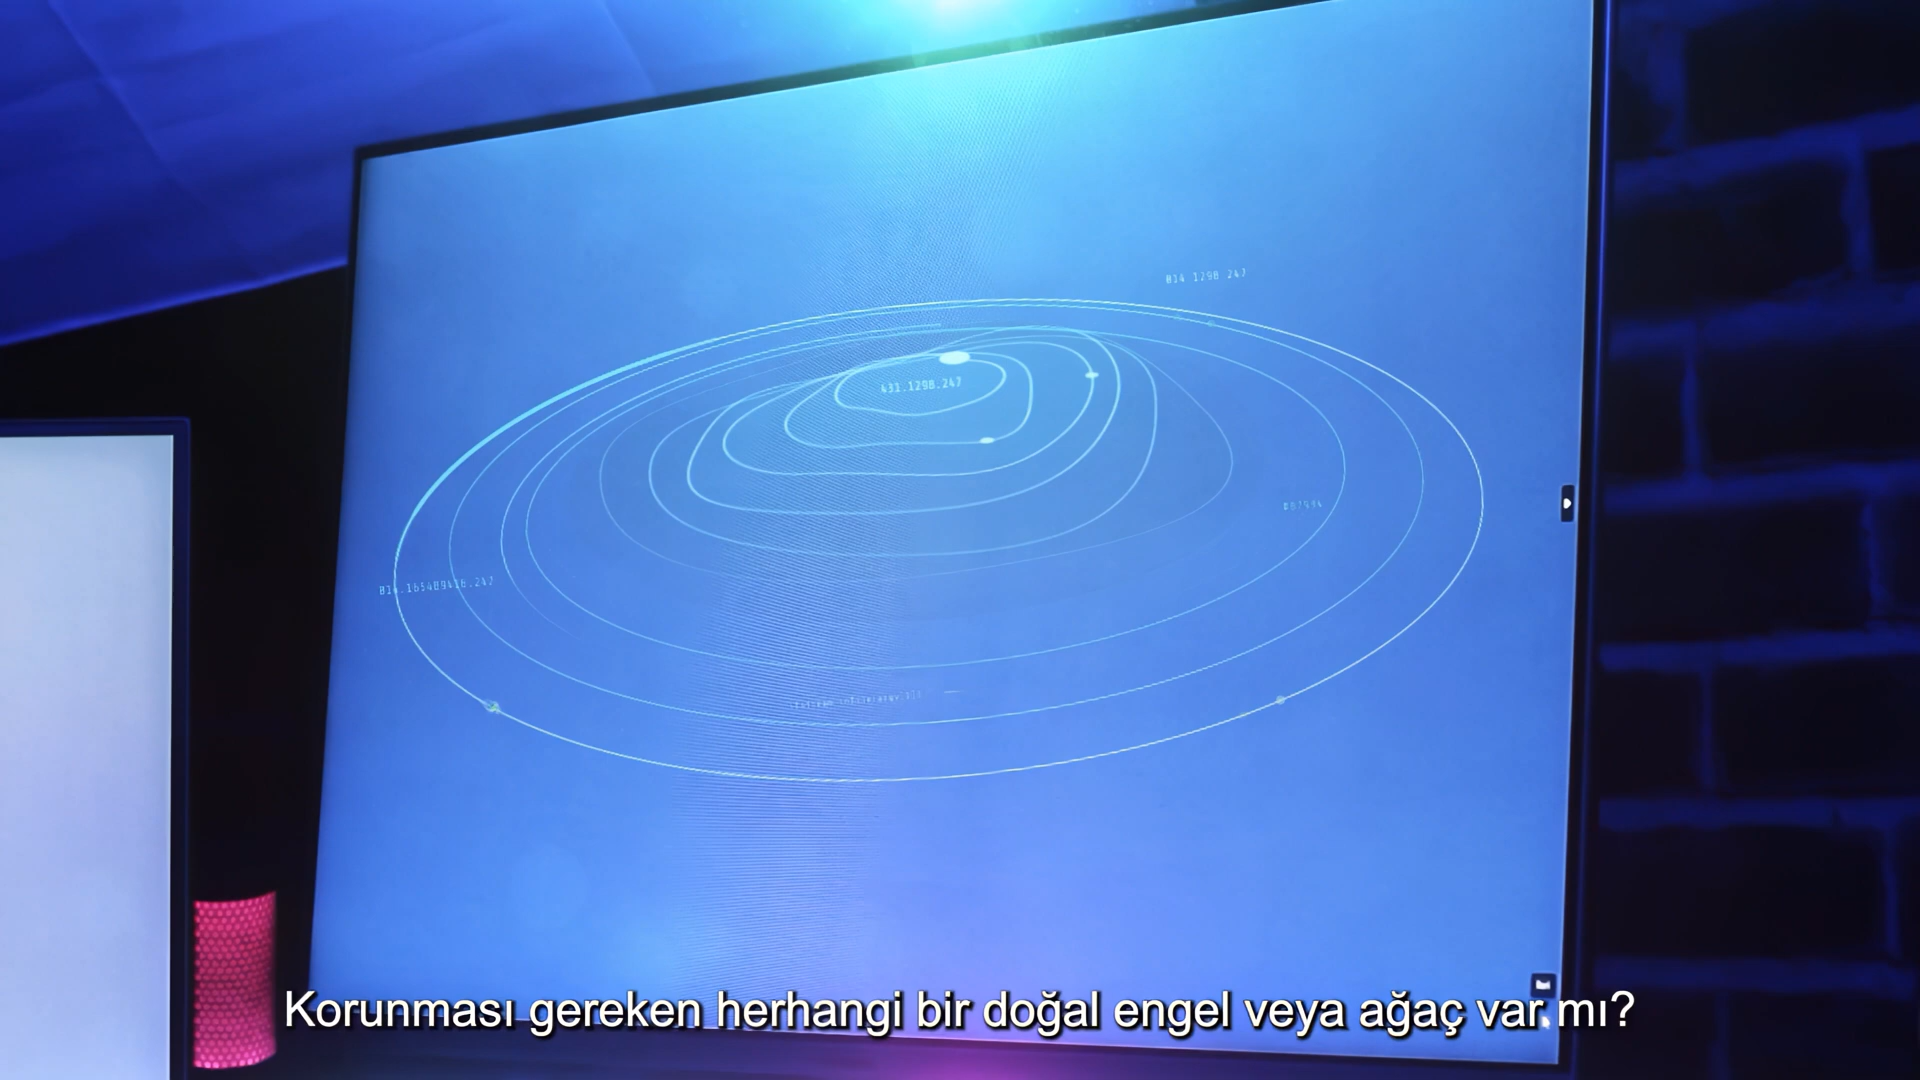 014 1298 247
431.1298.247
Korunması gereken herhangi bir doğal engel veya ağaç var mı?